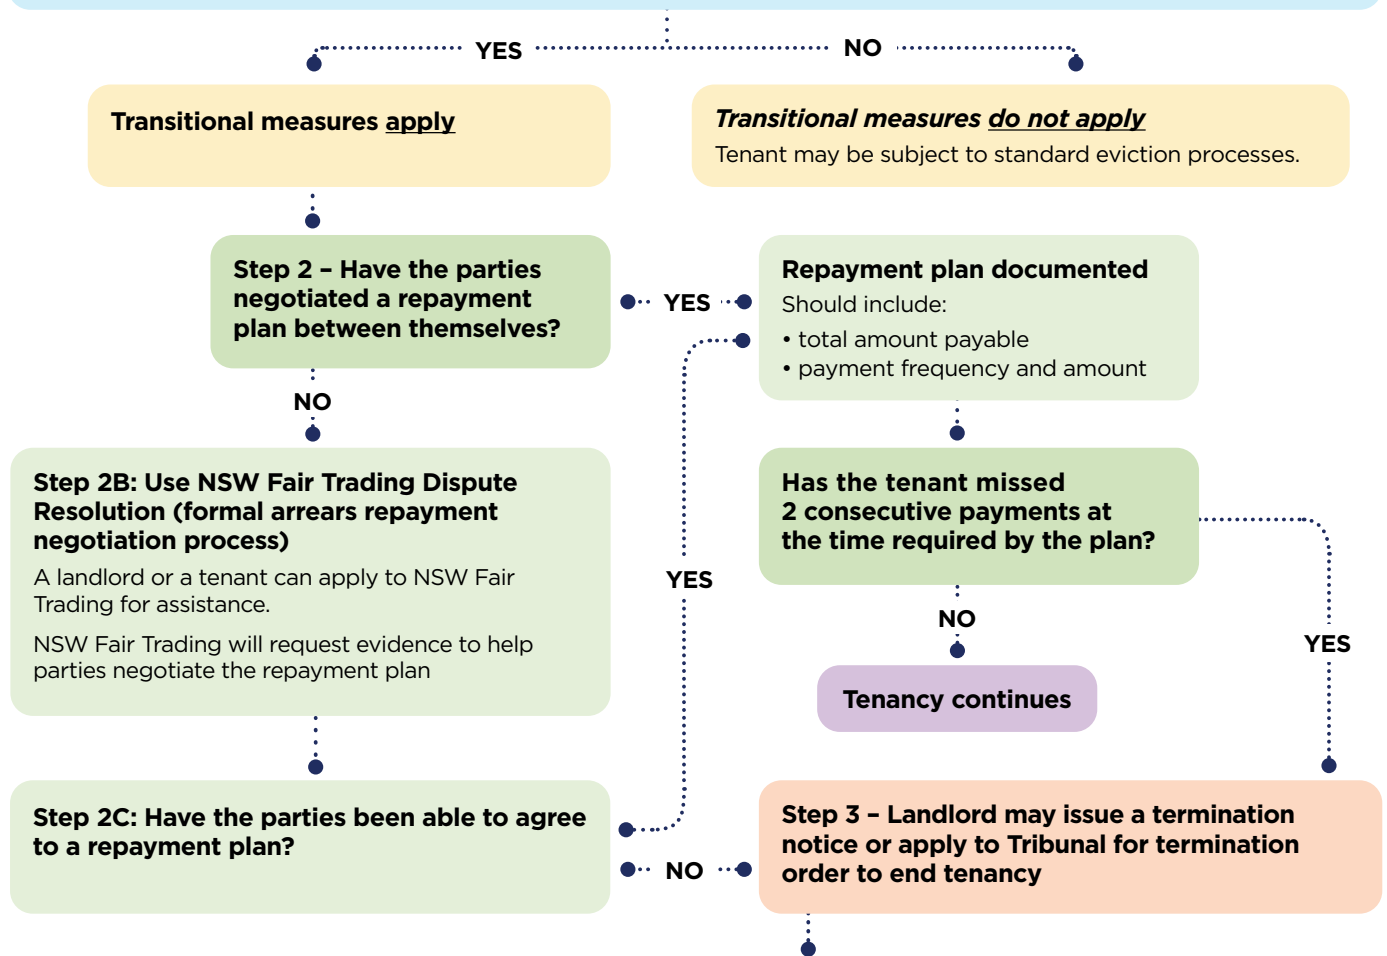 YES
NO
Transitional measures apply
Transitional measures do not apply
Tenant may be subject to standard eviction processes.
Step 2 – Have the parties
negotiated a repayment
plan between themselves?
YES
Repayment plan documented
Should include:
• total amount payable
• payment frequency and amount
NO
Step 2B: Use NSW Fair Trading Dispute
Resolution (formal arrears repayment
negotiation process)
A landlord or a tenant can apply to NSW Fair
Trading for assistance.
NSW Fair Trading will request evidence to help
parties negotiate the repayment plan
YES
Has the tenant missed
2 consecutive payments at
the time required by the plan?
NO
YES
Tenancy continues
Step 2C: Have the parties been able to agree
to a repayment plan?
NO
Step 3 – Landlord may issue a termination
notice or apply to Tribunal for termination
order to end tenancy